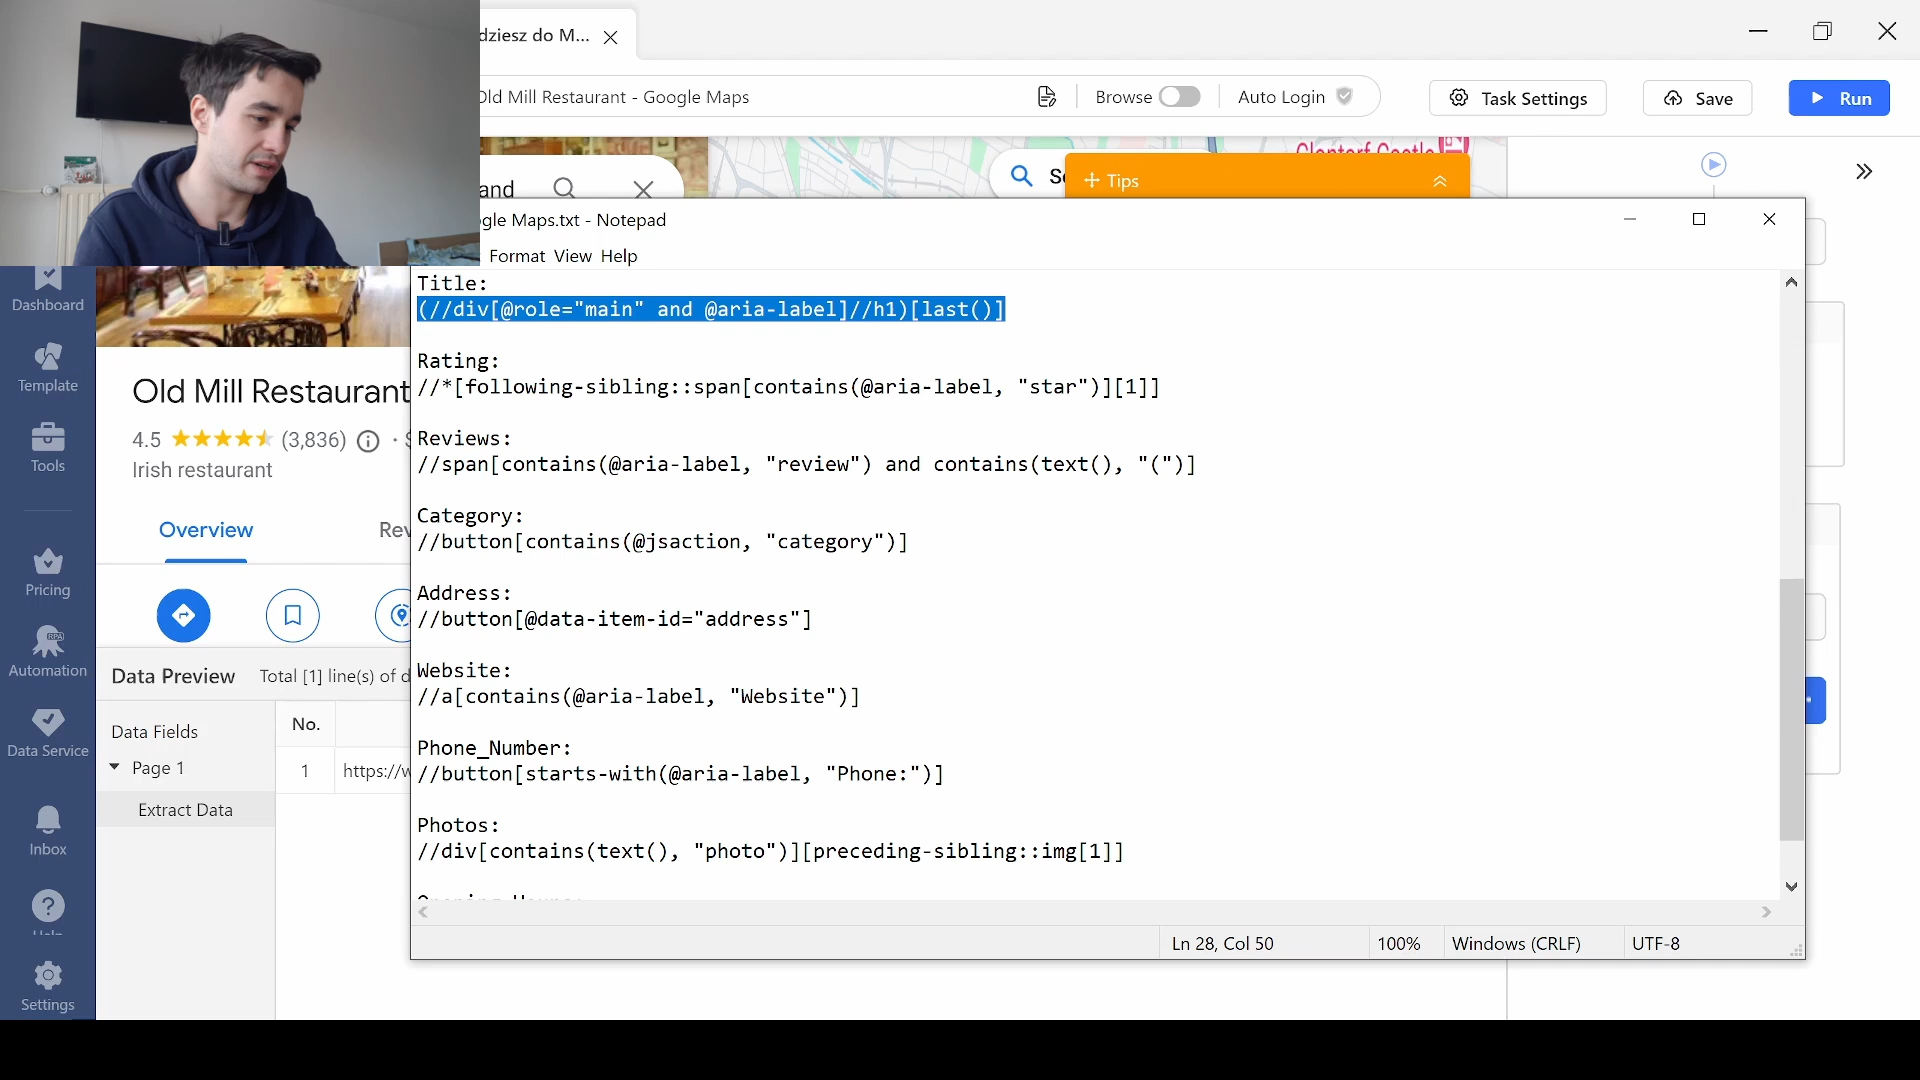 dziesz do M...
Old Mill Restaurant - Google Maps
Browse
Auto Login
Task Settings
Save
Run
and
Clontarf Castle
Tips
gle Maps.txt - Notepad
Format View Help
Title:
(//div[@role="main" and @aria-label]//h1)[last()]
Rating:
//*[following-sibling::span[contains(@aria-label, "star")][1]]
Reviews:
//span[contains(@aria-label, "review") and contains(text(), "(")]
Category:
//button[contains(@jsaction, "category")]
Address:
//button[@data-item-id="address"]
Website:
//a[contains(@aria-label, "Website")]
Phone_Number:
//button[starts-with(@aria-label, "Phone:")]
Photos:
//div[contains(text(), "photo")][preceding-sibling::img[1]]
Ln 28, Col 50
100%
Windows (CRLF)
UTF-8
Dashboard
Template
Tools
Pricing
RPA
Automation
Data Service
Inbox
Settings
Old Mill Restaurant
4.5 (3,836) ·
Irish restaurant
Overview
Rev
Data Preview
Total [1] line(s) of d
Data Fields
Page 1
Extract Data
No.
1
https://w